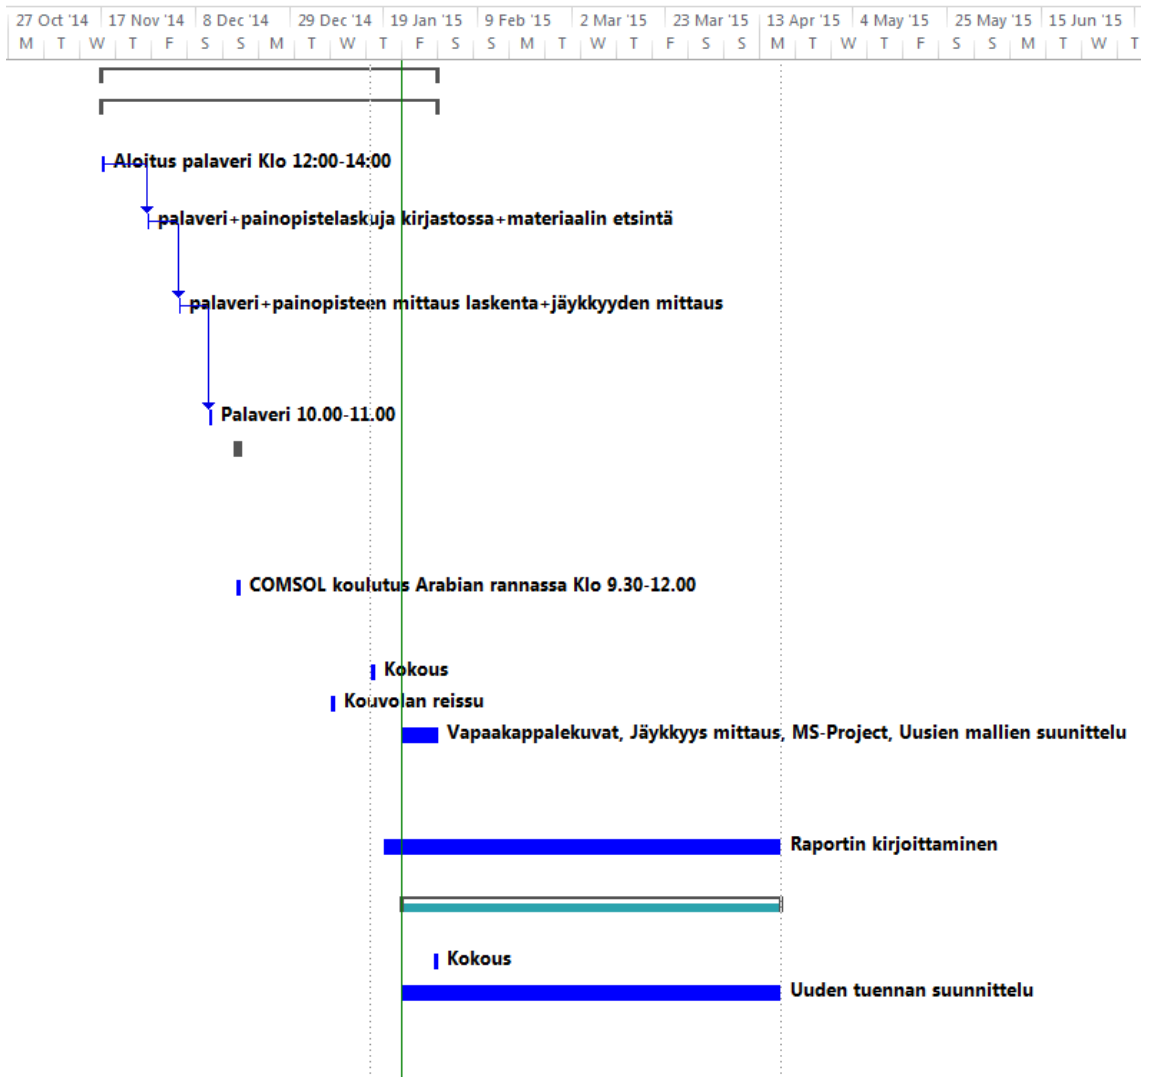 27 Oct '14 17 Nov '14 8 Dec '14 29 Dec '14 19 Jan '15 9 Feb '15 2 Mar '15 23 Mar '15 13 Apr '15 4 May '15 25 May '15 15 Jun '15
M T W T F S S M T W T F S S M T W T F S S M T W T F S S M T W T
Aloitus palaveri Klo 12:00-14:00
palaveri+painopistelaskuja kirjastossa+materiaalin etsintä
palaveri+painopisteen mittaus laskenta+jäykkyyden mittaus
Palaveri 10.00-11.00
COMSOL koulutus Arabian rannassa Klo 9.30-12.00
Kokous
Kouvolan reissu
Vapaakappalekuvat, Jäykkyys mittaus, MS-Project, Uusien mallien suunittelu
Raportin kirjoittaminen
Kokous
Uuden tuennan suunnittelu